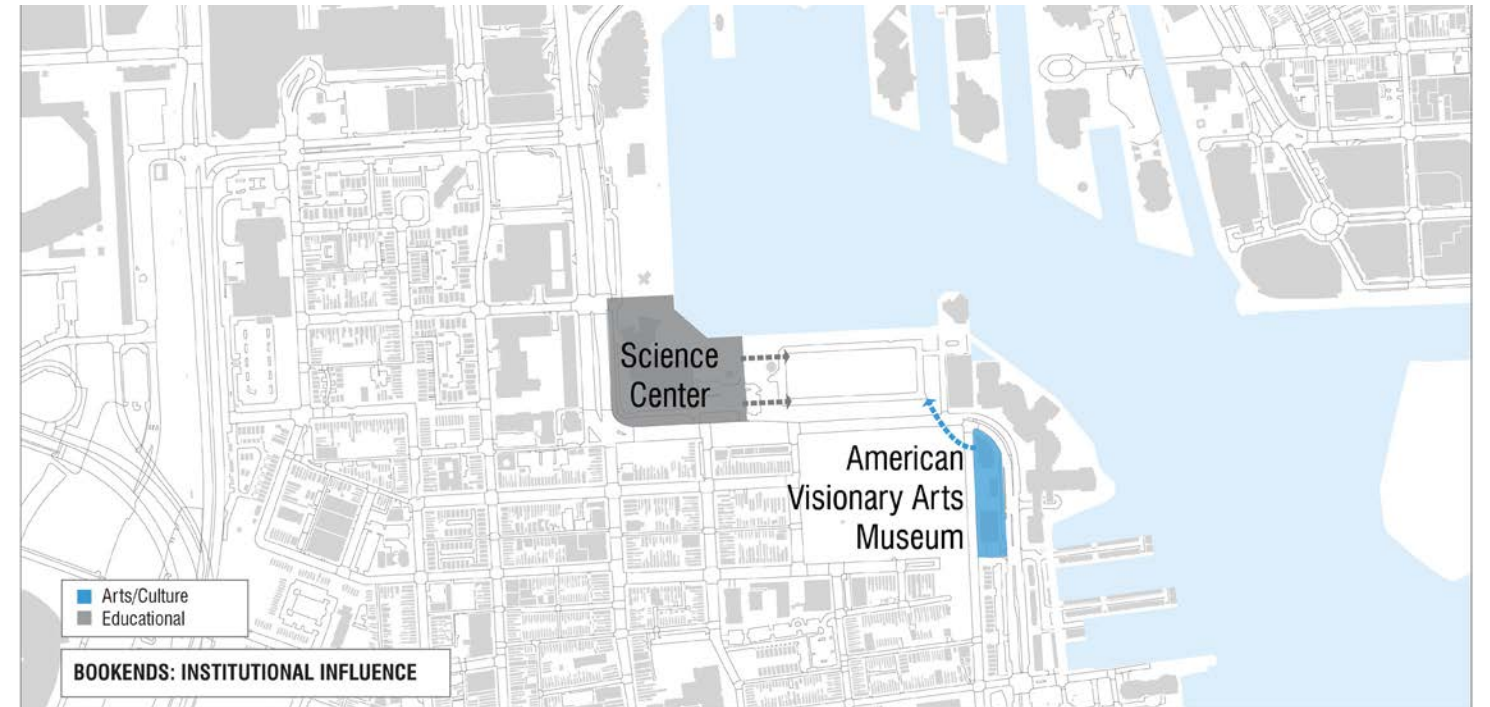 Science
Center
American
Visionary Arts
Museum
Arts/Culture
Educational
BOOKENDS: INSTITUTIONAL INFLUENCE